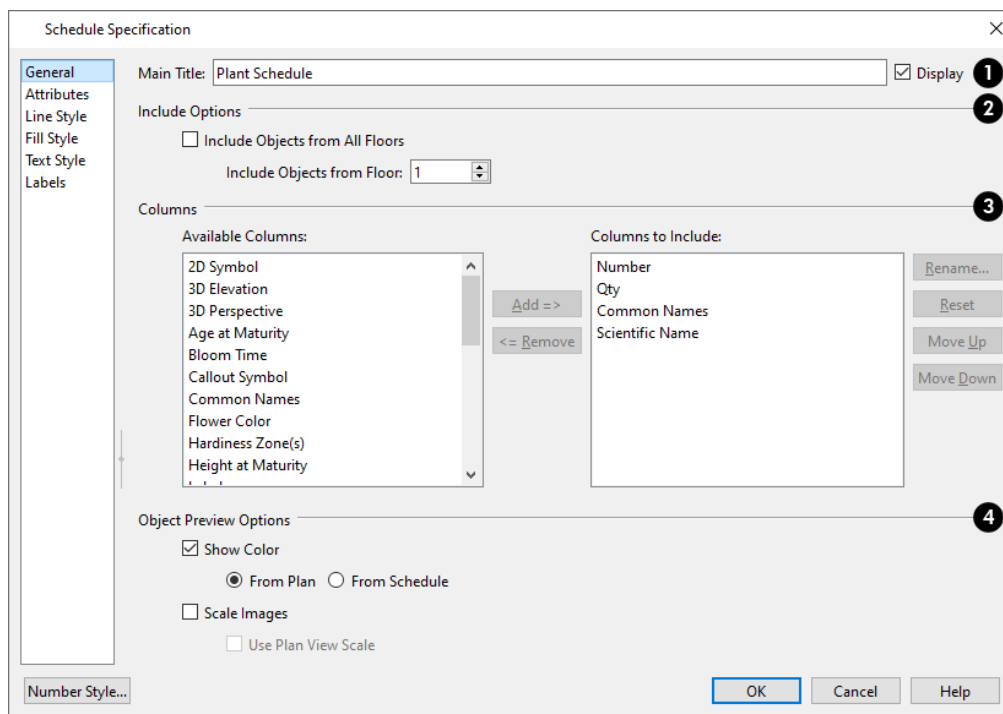 Schedule Specification
General
Attributes
Line Style
Fill Style
Text Style
Labels
Main Title: Plant Schedule Display 1
Include Options 2
Include Objects from All Floors
Include Objects from Floor: 1
Columns 3
Available Columns:
2D Symbol
3D Elevation
3D Perspective
Age at Maturity
Bloom Time
Callout Symbol
Common Names
Flower Color
Hardiness Zone(s)
Height at Maturity
Add =>
<= Remove
Columns to Include:
Number
Qty
Common Names
Scientific Name
Rename...
Reset
Move Up
Move Down
Object Preview Options 4
Show Color
From Plan From Schedule
Scale Images
Use Plan View Scale
Number Style... OK Cancel Help